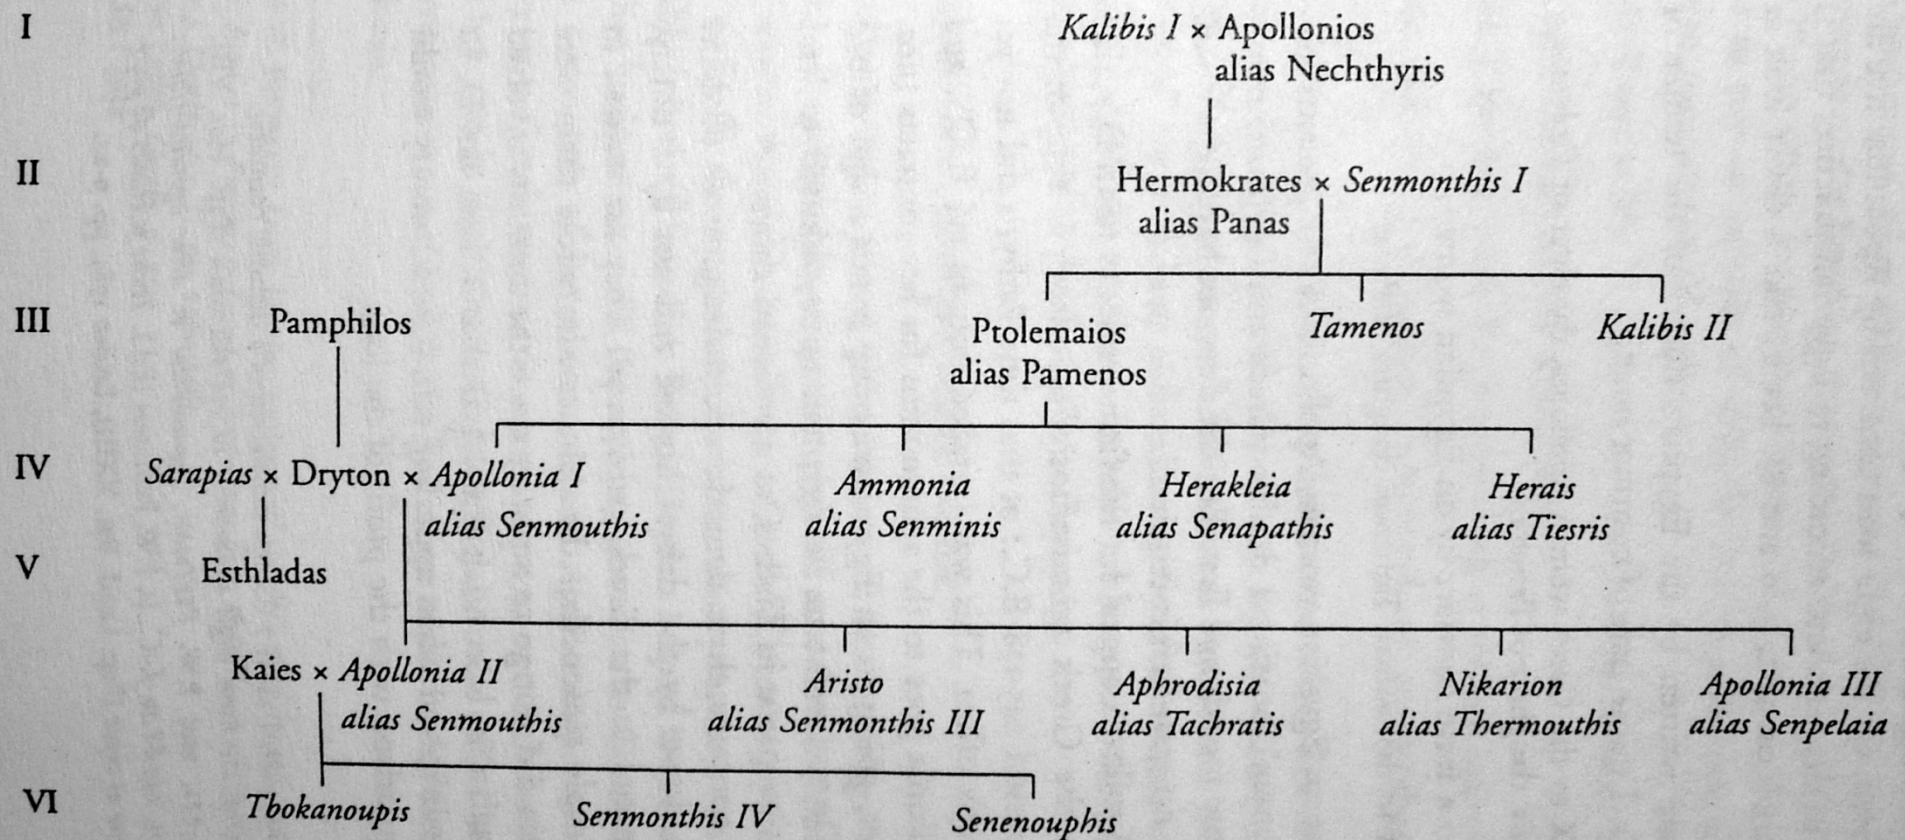 I
Kalibis I × Apollonios
alias Nechthyris
II
Hermokrates × Senmonthis I
alias Panas
III
Pamphilos
Ptolemaios
alias Pamenos
Tamenos
Kalibis II
IV
Sarapias × Dryton × Apollonia I
alias Senmouthis
Ammonia
alias Senminis
Herakleia
alias Senapathis
Herais
alias Tiesris
V
Esthladas
Kaies × Apollonia II
alias Senmouthis
Aristo
alias Senmonthis III
Aphrodisia
alias Tachratis
Nikarion
alias Thermouthis
Apollonia III
alias Senpelaia
VI
Tbokanoupis
Senmonthis IV
Senenouphis